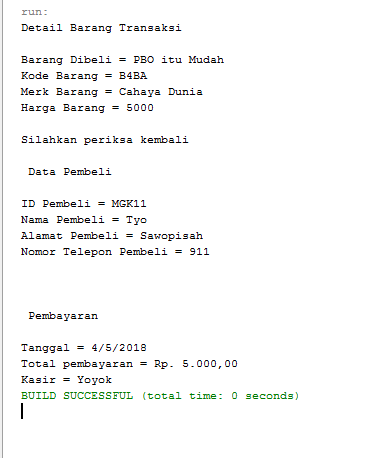 run:
Detail Barang Transaksi
Barang Dibeli = PBO itu Mudah
Kode Barang = B4BA
Merk Barang = Cahaya Dunia
Harga Barang = 5000
Silahkan periksa kembali
Data Pembeli
ID Pembeli = MGK11
Nama Pembeli = Tyo
Alamat Pembeli = Sawopisah
Nomor Telepon Pembeli = 911
Pembayaran
Tanggal = 4/5/2018
Total pembayaran = Rp. 5.000,00
Kasir = Yoyok
BUILD SUCCESSFUL (total time: 0 seconds)